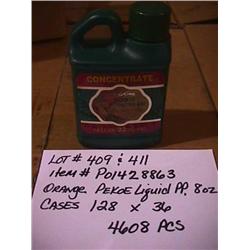 CONCENTRATE
LOT # 409 & 411
ITEM # P01428863
ORANGE PEKOE LIQUID PP. 8oz
CASES 128 X 36
4608 PCS